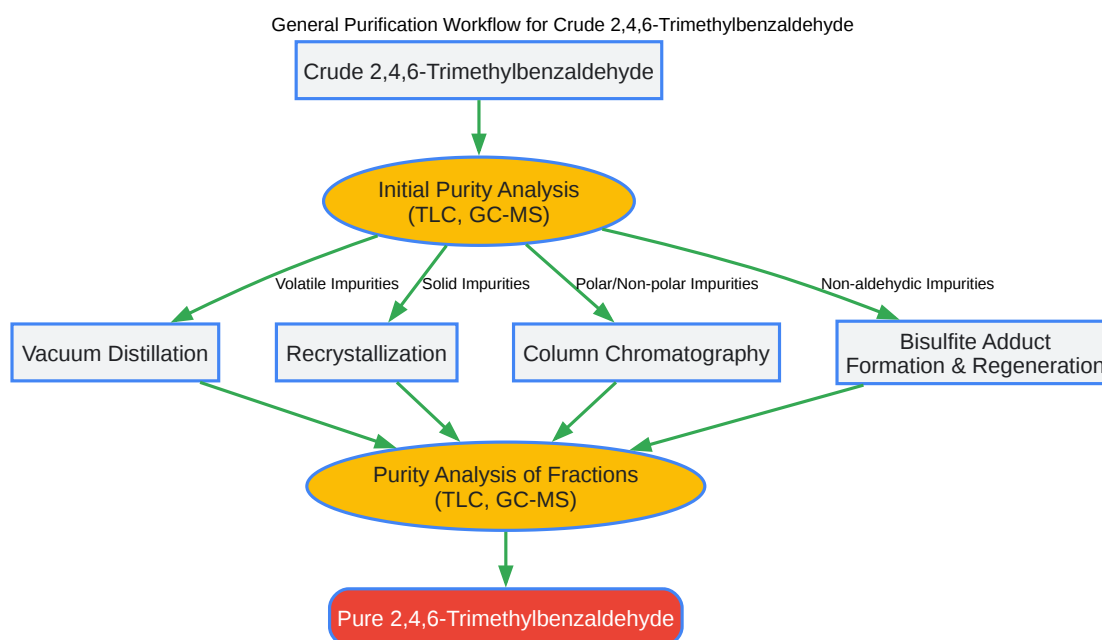 General Purification Workflow for Crude 2,4,6-Trimethylbenzaldehyde
Crude 2,4,6-Trimethylbenzaldehyde
Initial Purity Analysis
(TLC, GC-MS)
Volatile Impurities
Solid Impurities
Polar/Non-polar Impurities
Non-aldehydic Impurities
Vacuum Distillation
Recrystallization
Column Chromatography
Bisulfite Adduct
Formation & Regeneration
Purity Analysis of Fractions
(TLC, GC-MS)
Pure 2,4,6-Trimethylbenzaldehyde